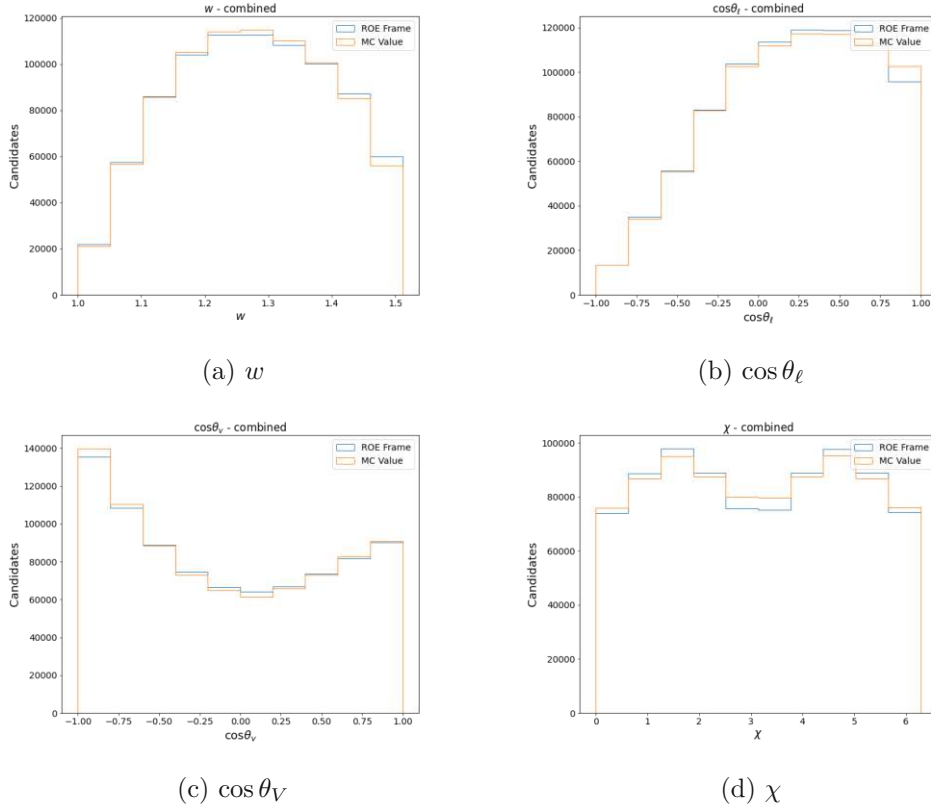 w - combined
ROE Frame
MC Value
120000
100000
80000
60000
40000
20000
0
Candidates
1.0 1.1 1.2 1.3 1.4 1.5
w
(a) w
cosθℓ - combined
ROE Frame
MC Value
120000
100000
80000
60000
40000
20000
0
Candidates
−1.00 −0.75 −0.50 −0.25 0.00 0.25 0.50 0.75 1.00
cosθℓ
(b) cos θℓ
cosθv - combined
ROE Frame
MC Value
140000
120000
100000
80000
60000
40000
20000
0
Candidates
−1.00 −0.75 −0.50 −0.25 0.00 0.25 0.50 0.75 1.00
cosθv
(c) cos θV
χ - combined
ROE Frame
MC Value
100000
80000
60000
40000
20000
0
Candidates
0 1 2 3 4 5 6
χ
(d) χ